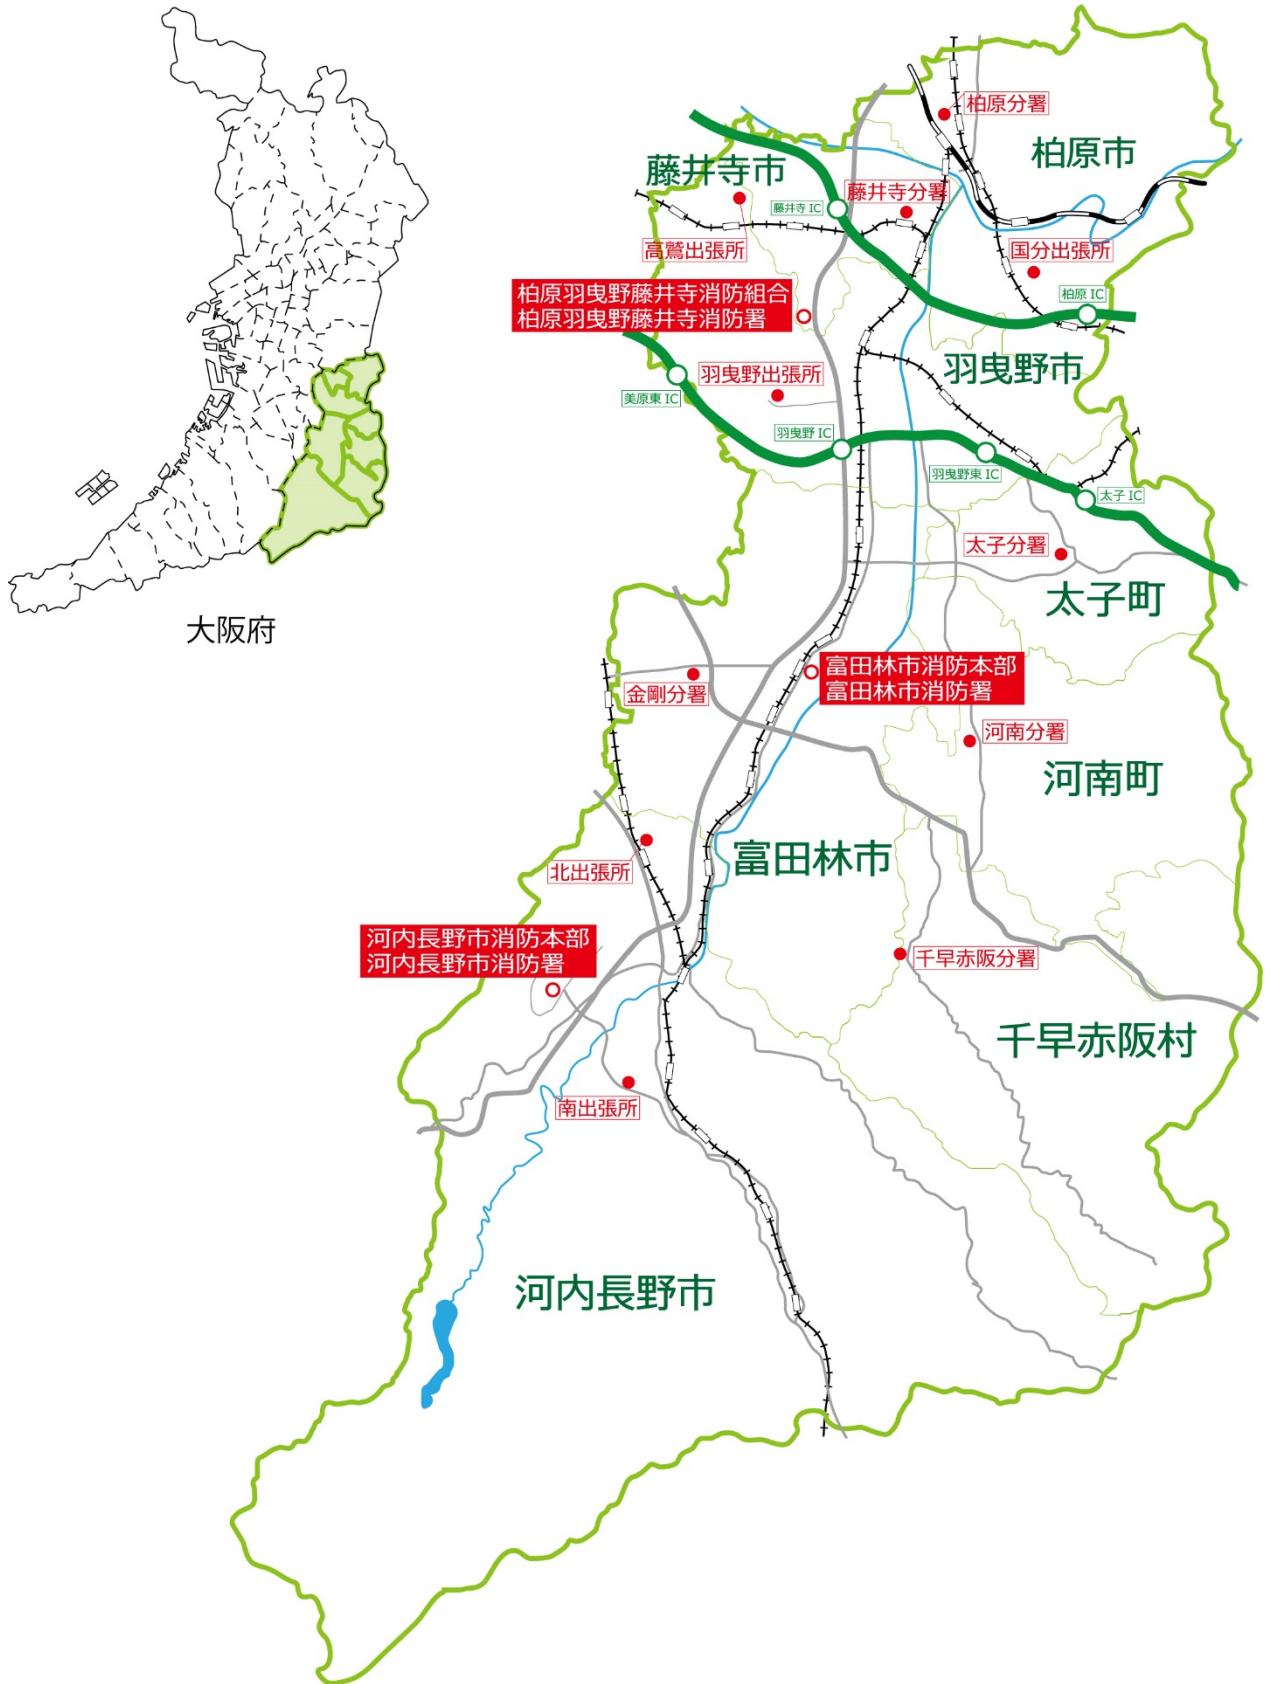 大阪府
柏原分署
柏原市
藤井寺市
藤井寺分署
藤井寺 IC
高鷲出張所
国分出張所
柏原 IC
柏原羽曳野藤井寺消防組合
柏原羽曳野藤井寺消防署
羽曳野市
羽曳野出張所
美原東 IC
羽曳野 IC
羽曳野東 IC
太子 IC
太子分署
太子町
富田林市消防本部
富田林市消防署
金剛分署
河南分署
河南町
富田林市
北出張所
河内長野市消防本部
河内長野市消防署
千早赤阪分署
千早赤阪村
南出張所
河内長野市